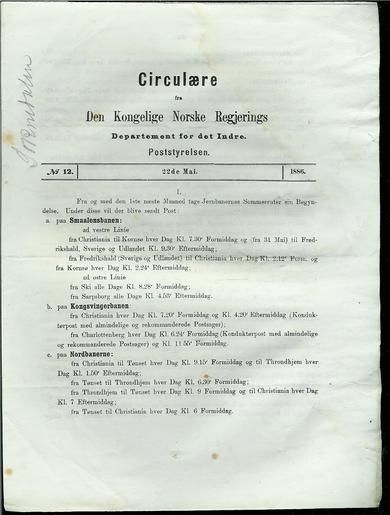 Circulære
fra
Den Kongelige Norske Regjerings
Departement for det Indre.
Poststyrelsen.
№ 12. 22de Mai. 1886.
I.
Fra og med den 1ste næste Maaned tage Jernbanernes Sommerruter sin Begyn-
delse. Under disse vil der blive sendt Post:
a. paa Smaalensbanen:
ad vestre Linie
fra Christiania til Kornsø hver Dag Kl. 7.30 Formiddag og (fra 31 Mai) til Fred-
rikshald, Sverige og Udlandet Kl. 9.30 Eftermiddag;
fra Fredrikshald (Sverige og Udlandet) til Christiania hver Dag Kl. 2.12 Form. og
fra Kornsø hver Dag Kl. 2.24 Eftermiddag;
ad østre Linie
fra Ski alle Dage Kl. 8.28 Formiddag;
fra Sarpsborg alle Dage Kl. 4.55 Eftermiddag.
b. paa Kongsvingerbanen:
fra Christiania hver Dag Kl. 7.20 Formiddag og Kl. 4.20 Eftermiddag (Konduk-
tørpost med almindelige og rekommanderede Postsager);
fra Charlottenberg hver Dag Kl. 6.24 Formiddag (Konduktørpost med almindelige
og rekommanderede Postsager) og Kl. 11.55 Formiddag.
c. paa Nordbanerne:
fra Christiania til Tønset hver Dag Kl. 9.15 Formiddag og til Throndhjem hver
Dag Kl. 1.50 Eftermiddag;
fra Tønset til Throndhjem hver Dag Kl. 6.30 Formiddag;
fra Throndhjem til Tønset hver Dag Kl. 9 Formiddag og til Christiania hver Dag
Kl. 7 Eftermiddag;
fra Tønset til Christiania hver Dag Kl. 6 Formiddag.